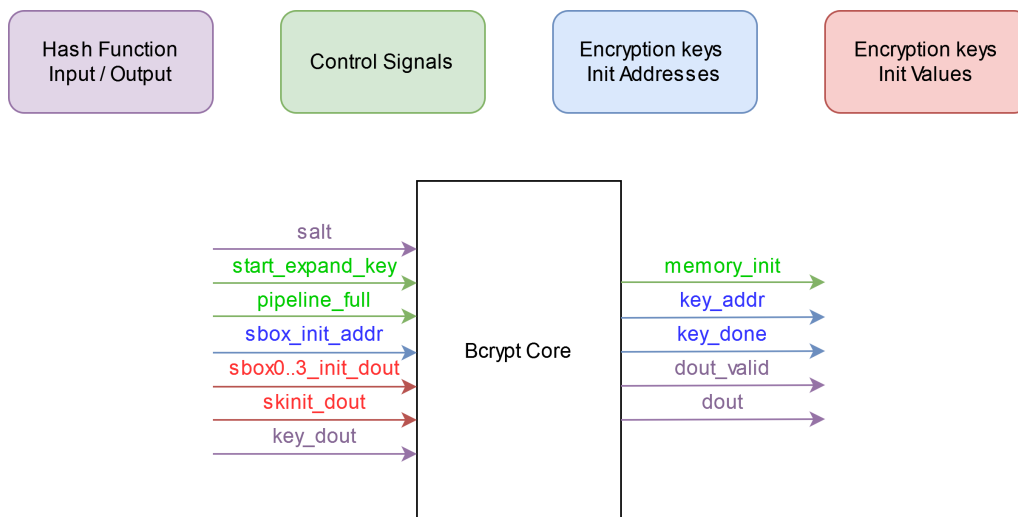 Hash Function
Input / Output
Control Signals
Encryption keys
Init Addresses
Encryption keys
Init Values
salt
start_expand_key
pipeline_full
sbox_init_addr
sbox0..3_init_dout
skinit_dout
key_dout
Bcrypt Core
memory_init
key_addr
key_done
dout_valid
dout